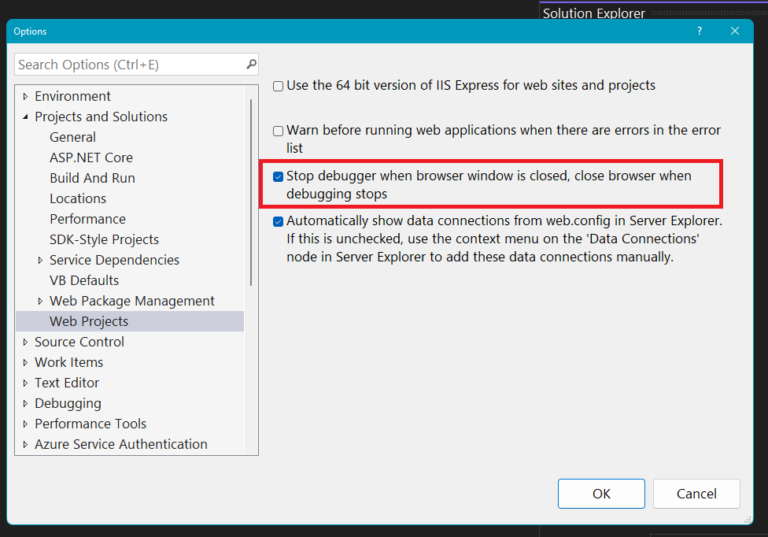 Solution Explorer
Options
?
Search Options (Ctrl+E)
Environment
Projects and Solutions
General
ASP.NET Core
Build And Run
Locations
Performance
SDK-Style Projects
Service Dependencies
VB Defaults
Web Package Management
Web Projects
Source Control
Work Items
Text Editor
Debugging
Performance Tools
Azure Service Authentication
Use the 64 bit version of IIS Express for web sites and projects
Warn before running web applications when there are errors in the error
list
Stop debugger when browser window is closed, close browser when
debugging stops
Automatically show data connections from web.config in Server Explorer.
If this is unchecked, use the context menu on the 'Data Connections'
node in Server Explorer to add these data connections manually.
OK
Cancel